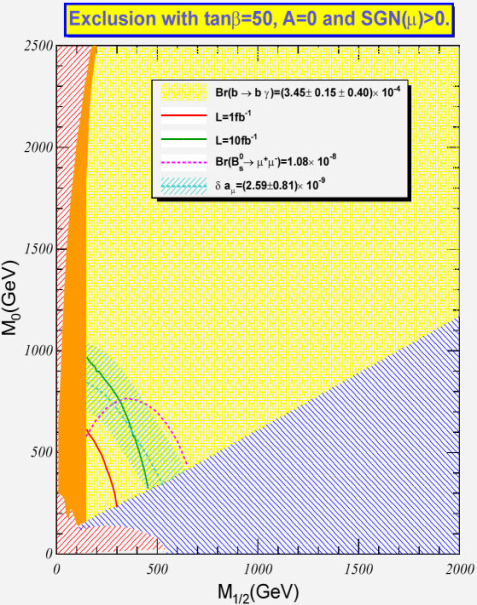 Exclusion with tanβ=50, A=0 and SGN(μ)>0.
Br(b → b γ)=(3.45± 0.15 ± 0.40)× 10⁻⁴
L=1fb⁻¹
L=10fb⁻¹
Br(B⁰ₛ→ μ⁺μ⁻)=1.08× 10⁻⁸
δ a_μ=(2.59±0.81)× 10⁻⁹
M₀(GeV)
2500
2000
1500
1000
500
0
0 500 1000 1500 2000
M₁/₂(GeV)